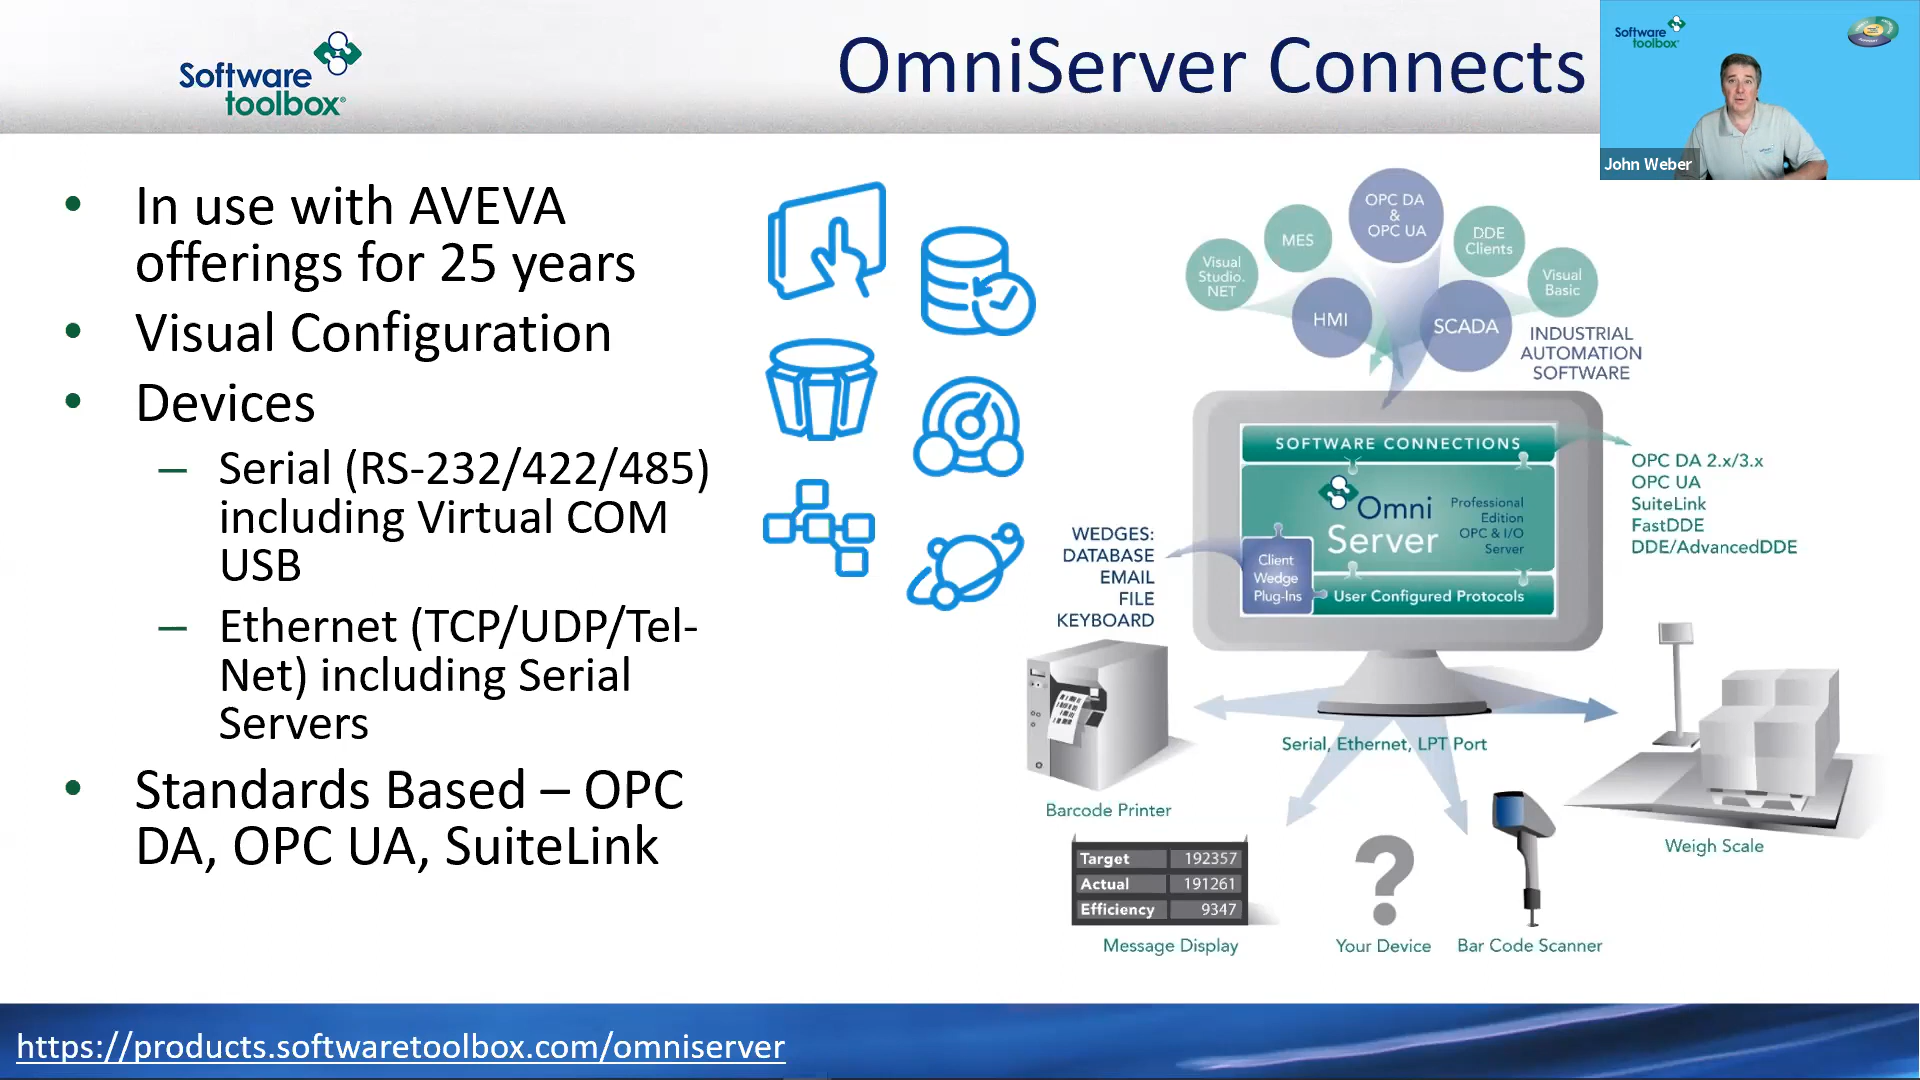 Software
toolbox®
OmniServer Connects
Software
toolbox
John Weber
• In use with AVEVA
offerings for 25 years
• Visual Configuration
• Devices
– Serial (RS-232/422/485)
including Virtual COM
USB
– Ethernet (TCP/UDP/Tel-
Net) including Serial
Servers
• Standards Based – OPC
DA, OPC UA, SuiteLink
OPC DA
&
OPC UA
MES
DDE
Clients
Visual
Studio.
NET
Visual
Basic
HMI
SCADA
INDUSTRIAL
AUTOMATION
SOFTWARE
SOFTWARE CONNECTIONS
Omni
Server
Professional
Edition
OPC & I/O
Server
Client
Wedge
Plug-Ins
User Configured Protocols
OPC DA 2.x/3.x
OPC UA
SuiteLink
FastDDE
DDE/AdvancedDDE
WEDGES:
DATABASE
EMAIL
FILE
KEYBOARD
Serial, Ethernet, LPT Port
Barcode Printer
Weigh Scale
Target 192357
Actual 191261
Efficiency 9347
Message Display
?
Your Device
Bar Code Scanner
https://products.softwaretoolbox.com/omniserver